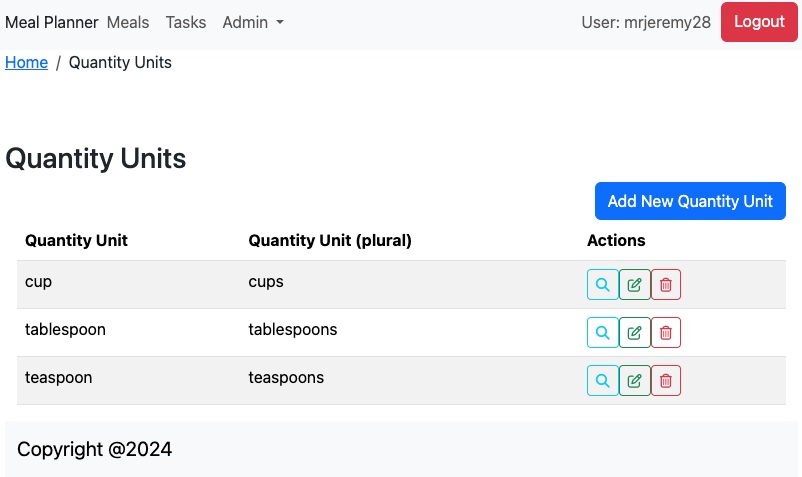 Meal Planner Meals Tasks Admin User: mrjeremy28 Logout
Home / Quantity Units
Quantity Units
Add New Quantity Unit
Quantity Unit Quantity Unit (plural) Actions
cup cups
tablespoon tablespoons
teaspoon teaspoons
Copyright @2024